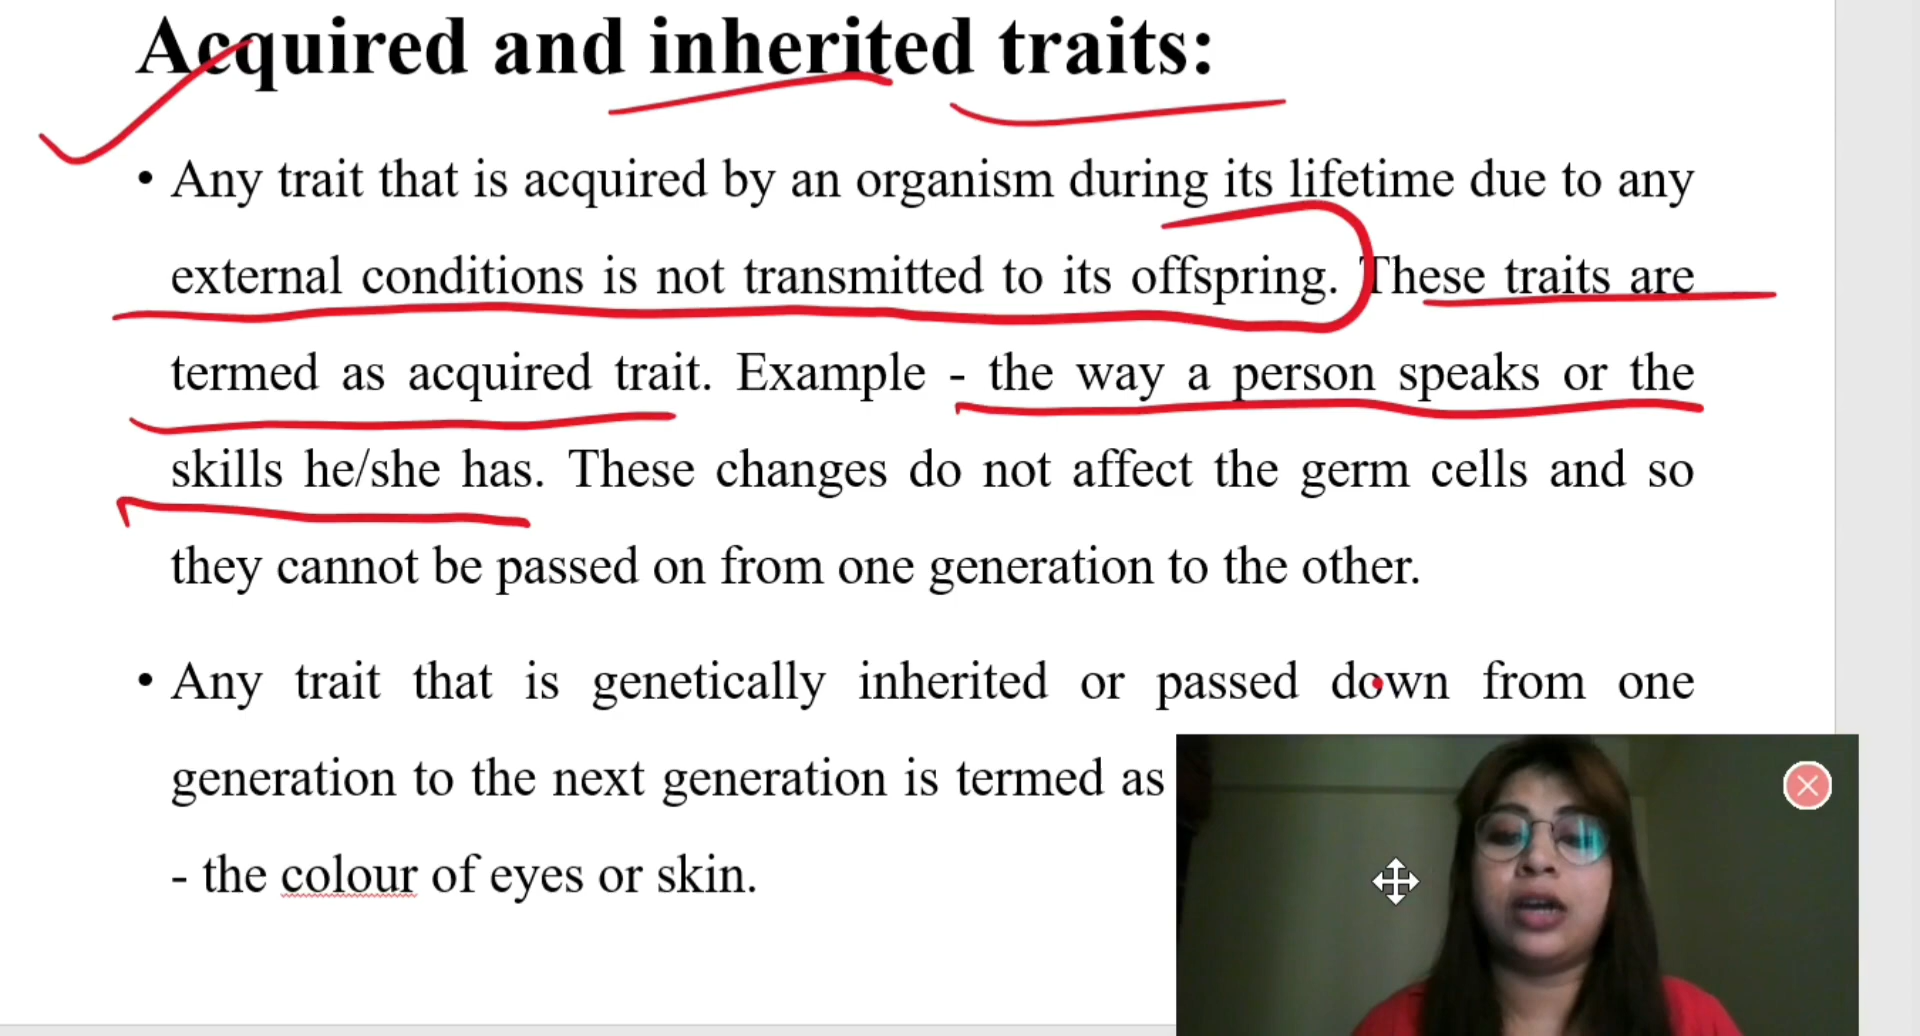 Acquired and inherited traits:
• Any trait that is acquired by an organism during its lifetime due to any
external conditions is not transmitted to its offspring. These traits are
termed as acquired trait. Example - the way a person speaks or the
skills he/she has. These changes do not affect the germ cells and so
they cannot be passed on from one generation to the other.
• Any trait that is genetically inherited or passed down from one
generation to the next generation is termed as
- the colour of eyes or skin.